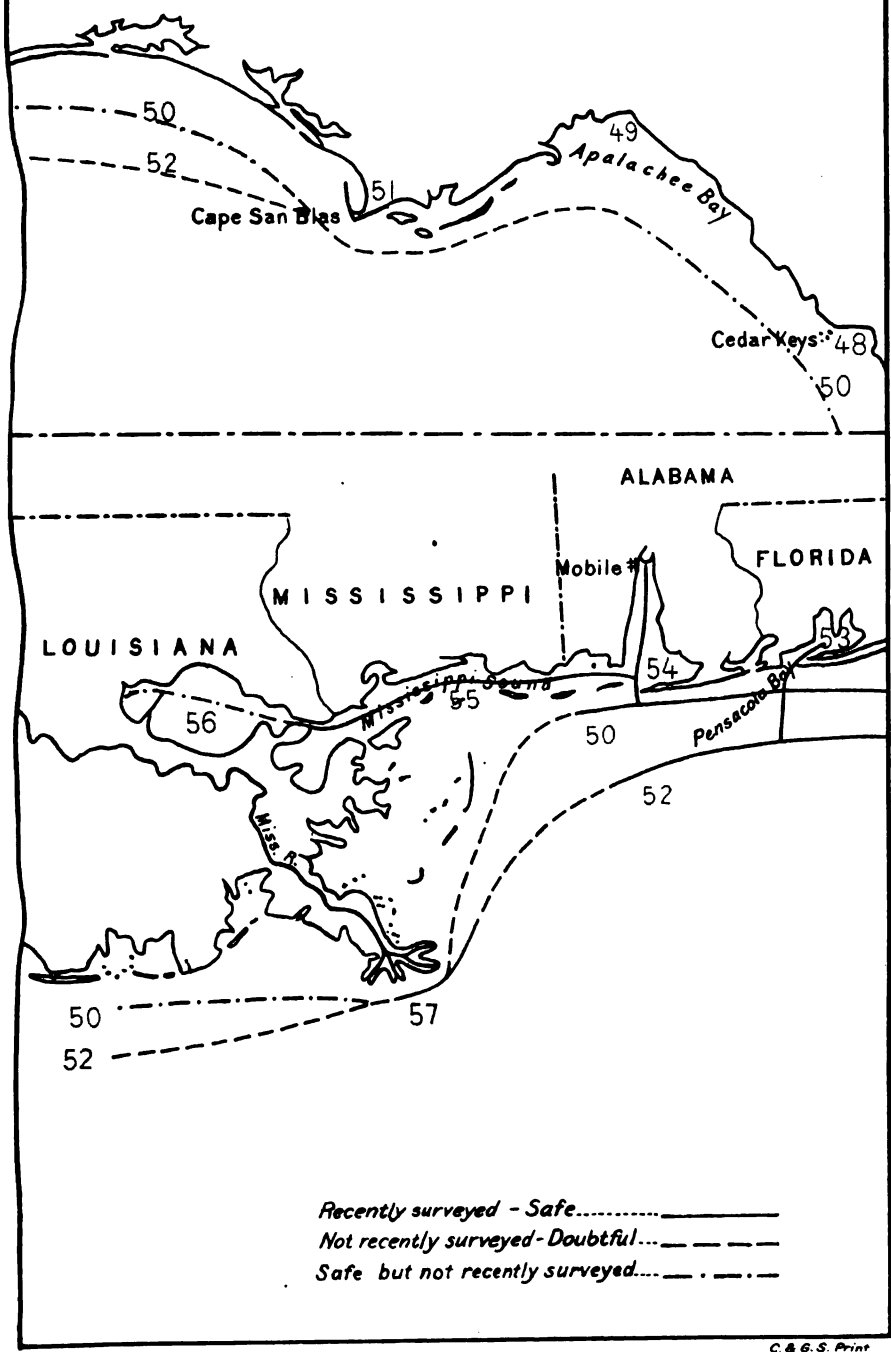 50
49
Apalachee Bay
52
51
Cape San Blas
Cedar Keys
48
50
ALABAMA
Mobile
FLORIDA
MISSISSIPPI
LOUISIANA
53
54
Mississippi Sound
55
56
Pensacola Bay
50
52
Miss. R.
50
57
52
Recently surveyed - Safe
Not recently surveyed - Doubtful
Safe but not recently surveyed
C. & G. S. Print